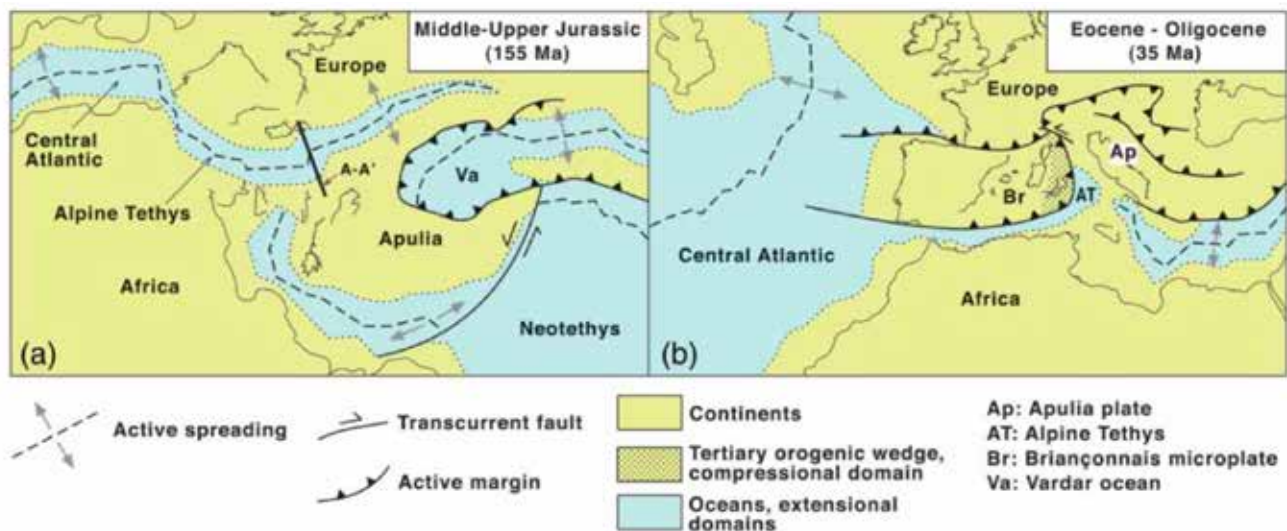 Middle-Upper Jurassic
(155 Ma)
Europe
Central
Atlantic
A-A'
Va
Alpine Tethys
Apulia
Africa
Neotethys
(a)
Eocene - Oligocene
(35 Ma)
Europe
Ap
Br
AT
Central Atlantic
Africa
(b)
Active spreading
Transcurrent fault
Active margin
Continents
Tertiary orogenic wedge,
compressional domain
Oceans, extensional
domains
Ap: Apulia plate
AT: Alpine Tethys
Br: Briançonnais microplate
Va: Vardar ocean